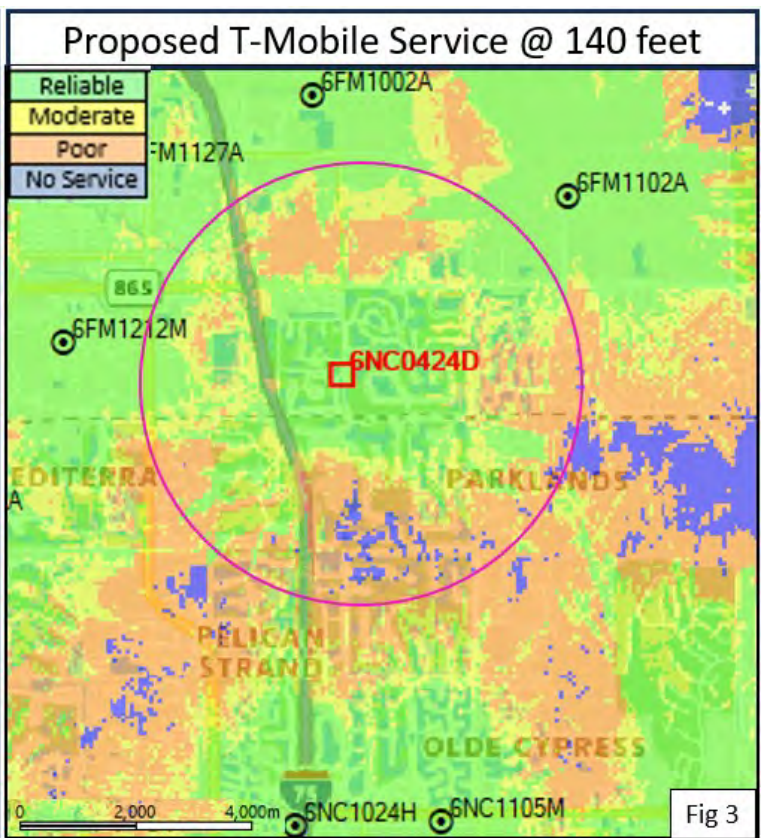 Proposed T-Mobile Service @ 140 feet
Reliable
Moderate
Poor
No Service
6FM1002A
FM1127A
6FM1102A
865
6FM1212M
6NC0424D
EDITERRA
PARKLANDS
A
PELICAN
STRAND
OLDE CYPRESS
75
0 2,000 4,000m
6NC1024H
6NC1105M
Fig 3